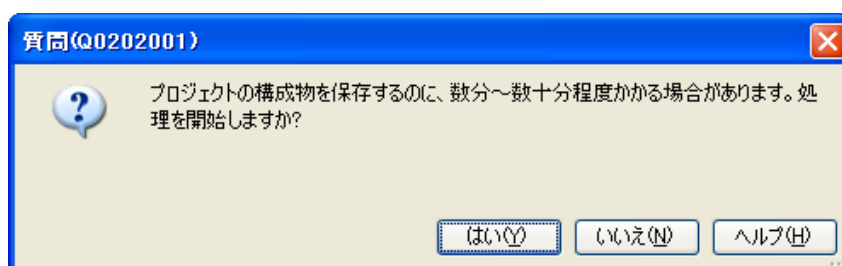 質問(Q0202001)
プロジェクトの構成物を保存するのに、数分～数十分程度かかる場合があります。処
理を開始しますか?
はい(Y)
いいえ(N)
ヘルプ(H)